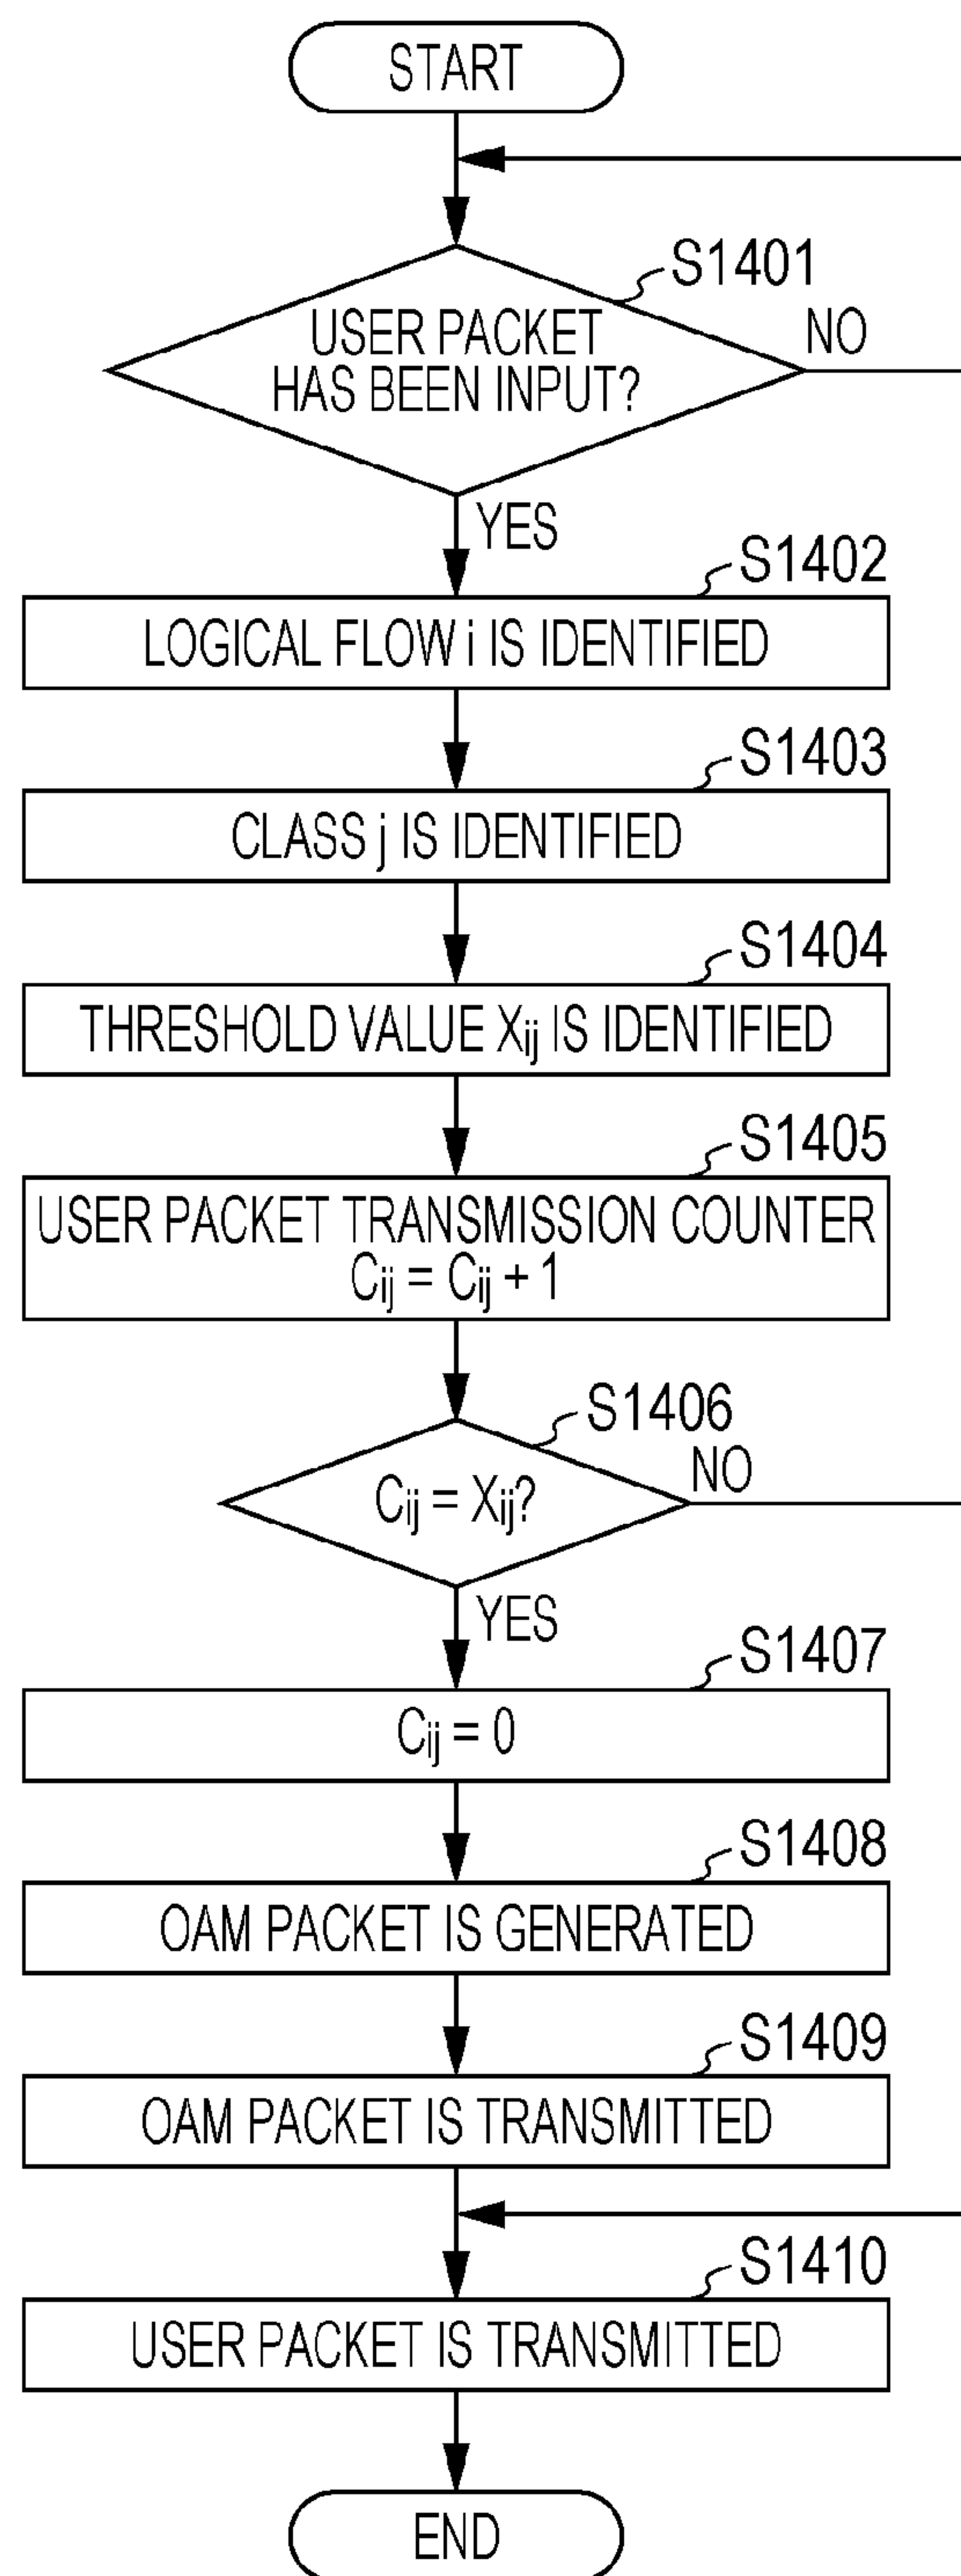 START
S1401
USER PACKET
HAS BEEN INPUT?
NO
YES
S1402
LOGICAL FLOW i IS IDENTIFIED
S1403
CLASS j IS IDENTIFIED
S1404
THRESHOLD VALUE Xij IS IDENTIFIED
S1405
USER PACKET TRANSMISSION COUNTER
Cij = Cij + 1
S1406
Cij = Xij?
NO
YES
S1407
Cij = 0
S1408
OAM PACKET IS GENERATED
S1409
OAM PACKET IS TRANSMITTED
S1410
USER PACKET IS TRANSMITTED
END